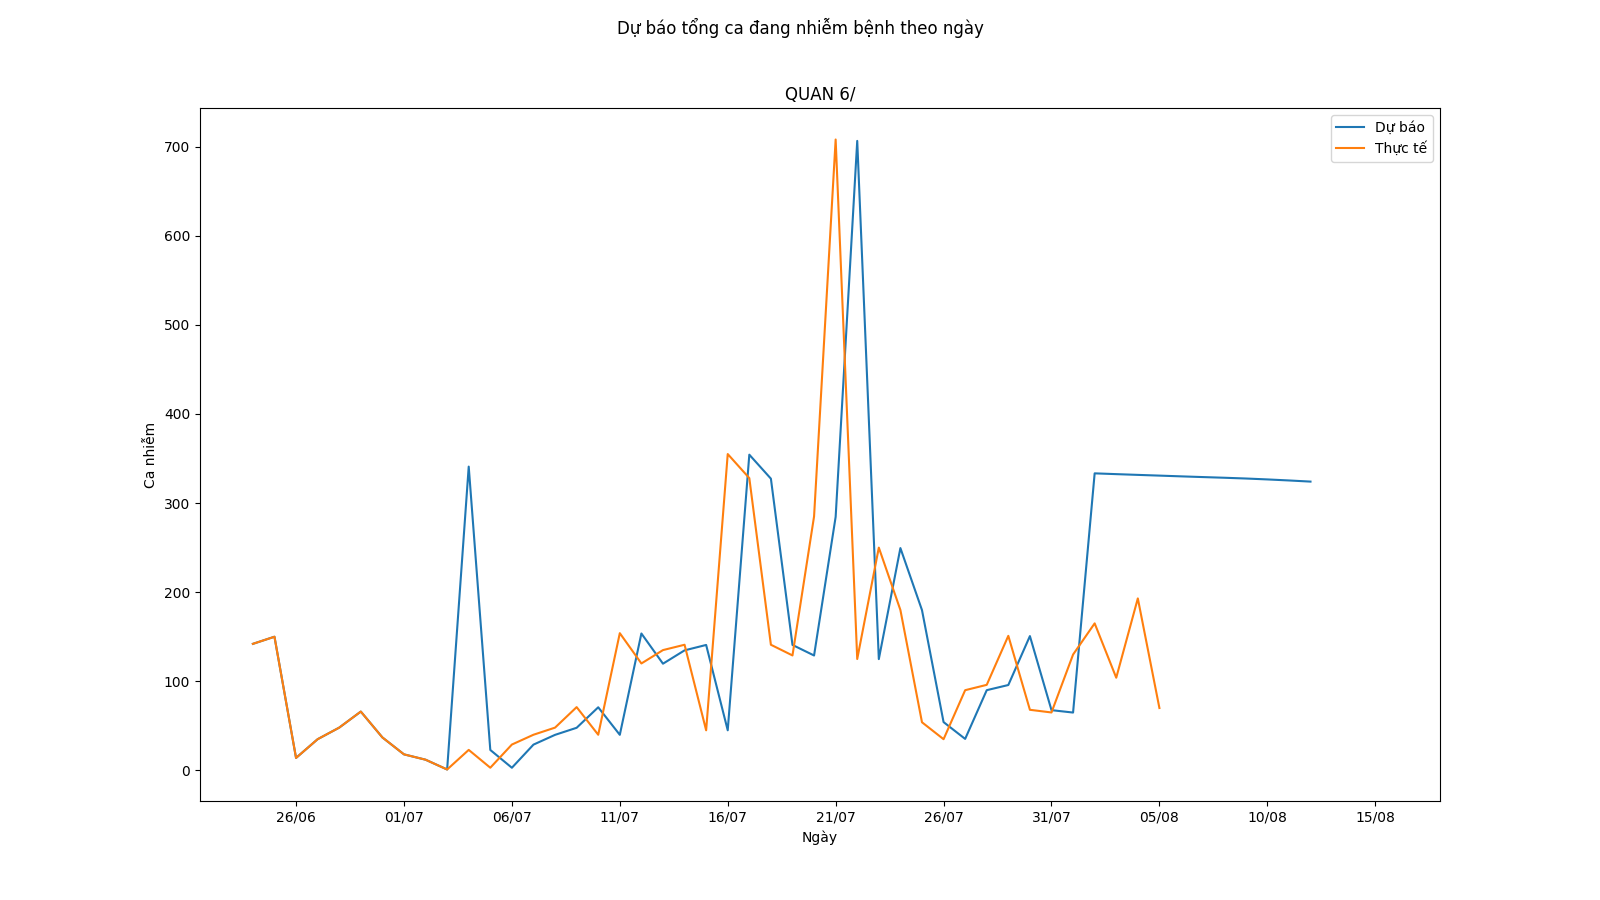 Dự báo tổng ca đang nhiễm bệnh theo ngày
QUAN 6/
Dự báo
Thực tế
700
600
500
400
300
200
100
0
Ca nhiễm
26/06 01/07 06/07 11/07 16/07 21/07 26/07 31/07 05/08 10/08 15/08
Ngày